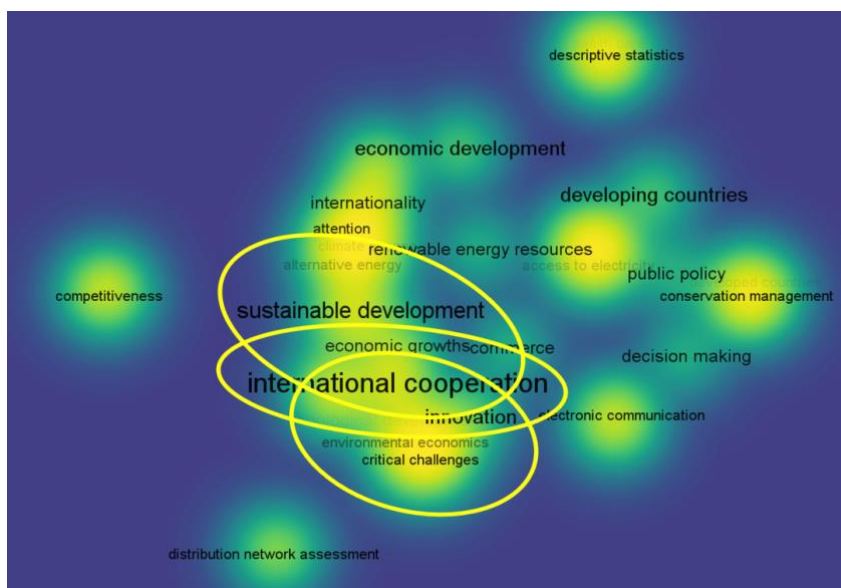 descriptive statistics
economic development
developing countries
internationality
attention
climate
renewable energy resources
alternative energy
access to electricity
public policy
competitiveness
conservation management
sustainable development
economic growths
commerce
decision making
international cooperation
innovation
electronic communication
environmental economics
critical challenges
distribution network assessment